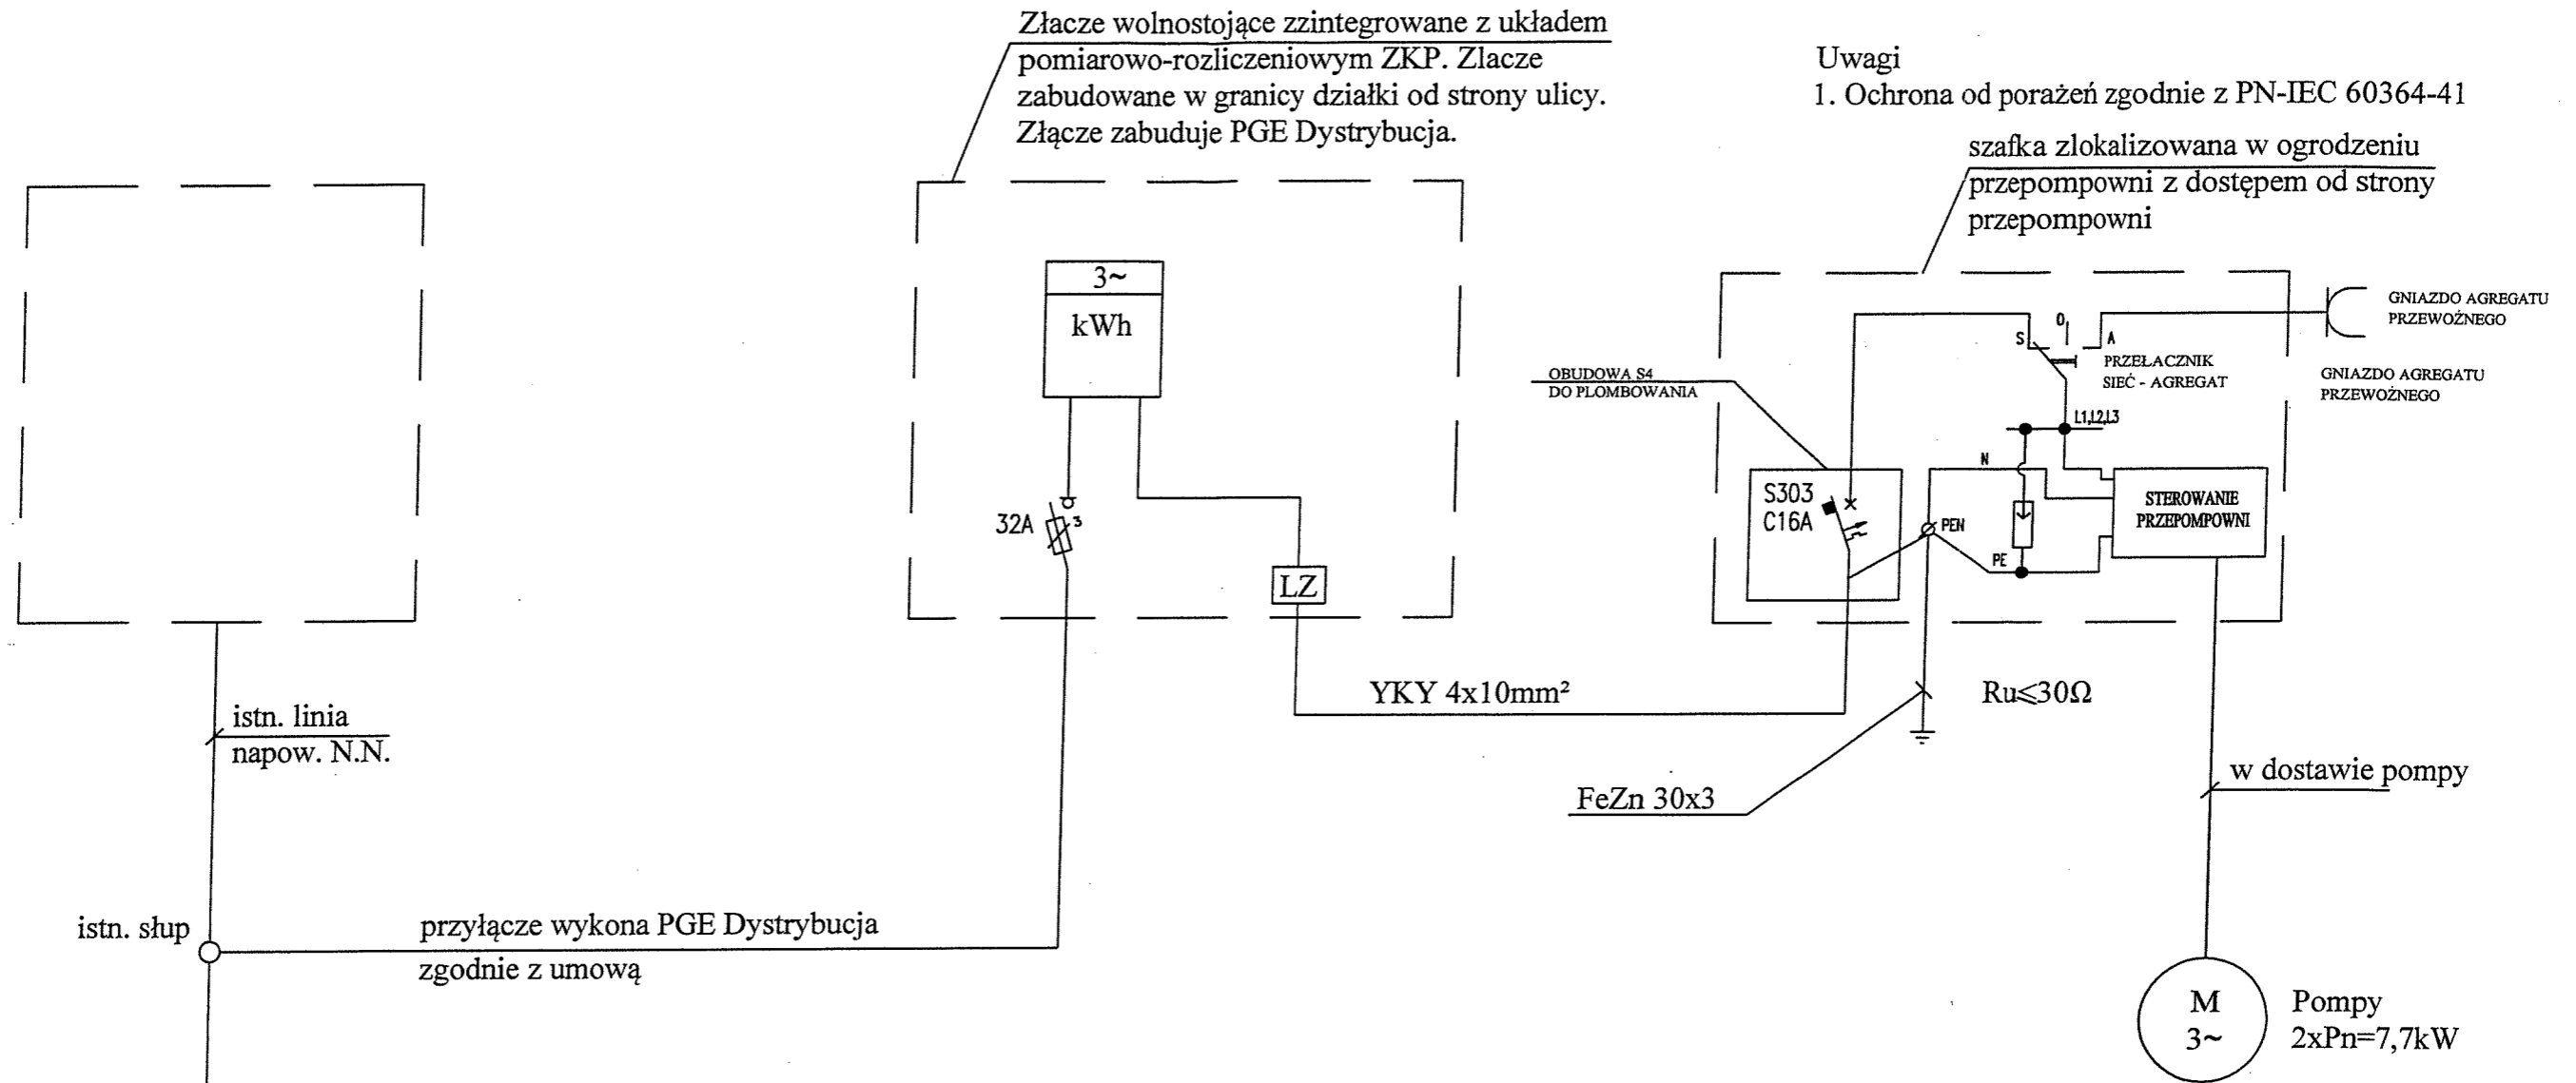 Złacze wolnostojące zzintegrowane z układem
pomiarowo-rozliczeniowym ZKP. Zlacze
zabudowane w granicy działki od strony ulicy.
Złącze zabuduje PGE Dystrybucja.
Uwagi
1. Ochrona od porażeń zgodnie z PN-IEC 60364-41
szafka zlokalizowana w ogrodzeniu
przepompowni z dostępem od strony
przepompowni
3~
kWh
32A
3
LZ
OBUDOWA S4
DO PLOMBOWANIA
S303
C16A
S
0
A
PRZEŁACZNIK
SIEĆ - AGREGAT
GNIAZDO AGREGATU
PRZEWOŹNEGO
GNIAZDO AGREGATU
PRZEWOŹNEGO
L1,L2,L3
N
PEN
PE
STEROWANIE
PRZEPOMPOWNI
YKY 4x10mm²
Ru⩽30Ω
FeZn 30x3
istn. linia
napow. N.N.
w dostawie pompy
istn. słup
przyłącze wykona PGE Dystrybucja
zgodnie z umową
M
3~
Pompy
2xPn=7,7kW